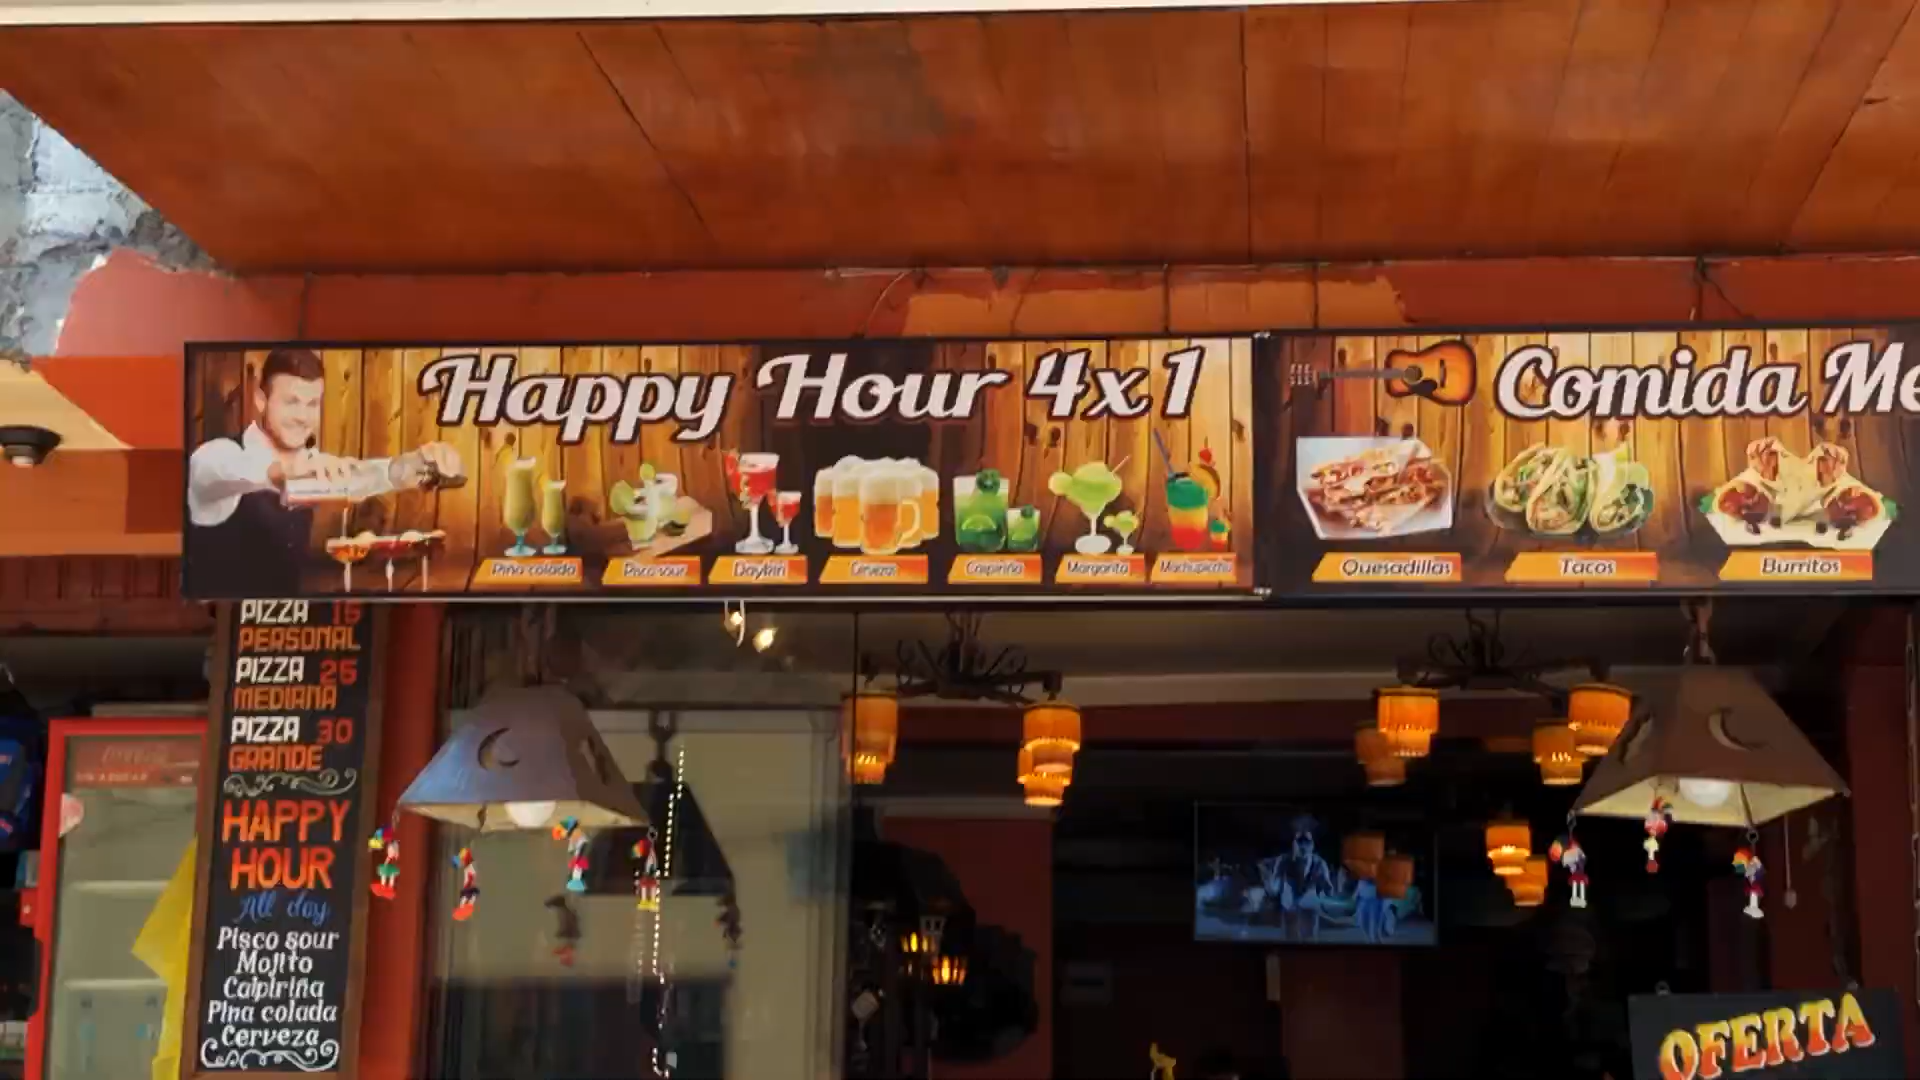 Happy Hour 4x1
Piña colada
Pisco sour
Daykiri
Cervezas
Caipiriña
Margarita
Machupicchu
Comida Me
Quesadillas
Tacos
Burritos
PIZZA 15
PERSONAL
PIZZA 25
MEDIANA
PIZZA 30
GRANDE
HAPPY
HOUR
All day
Pisco sour
Mojito
Caipiriña
Pina colada
Cerveza
OFERTA